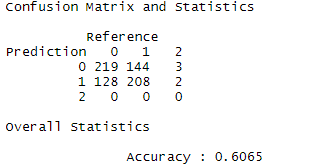 Confusion Matrix and Statistics
Reference
Prediction 0 1 2
0 219 144 3
1 128 208 2
2 0 0 0
Overall Statistics
Accuracy : 0.6065